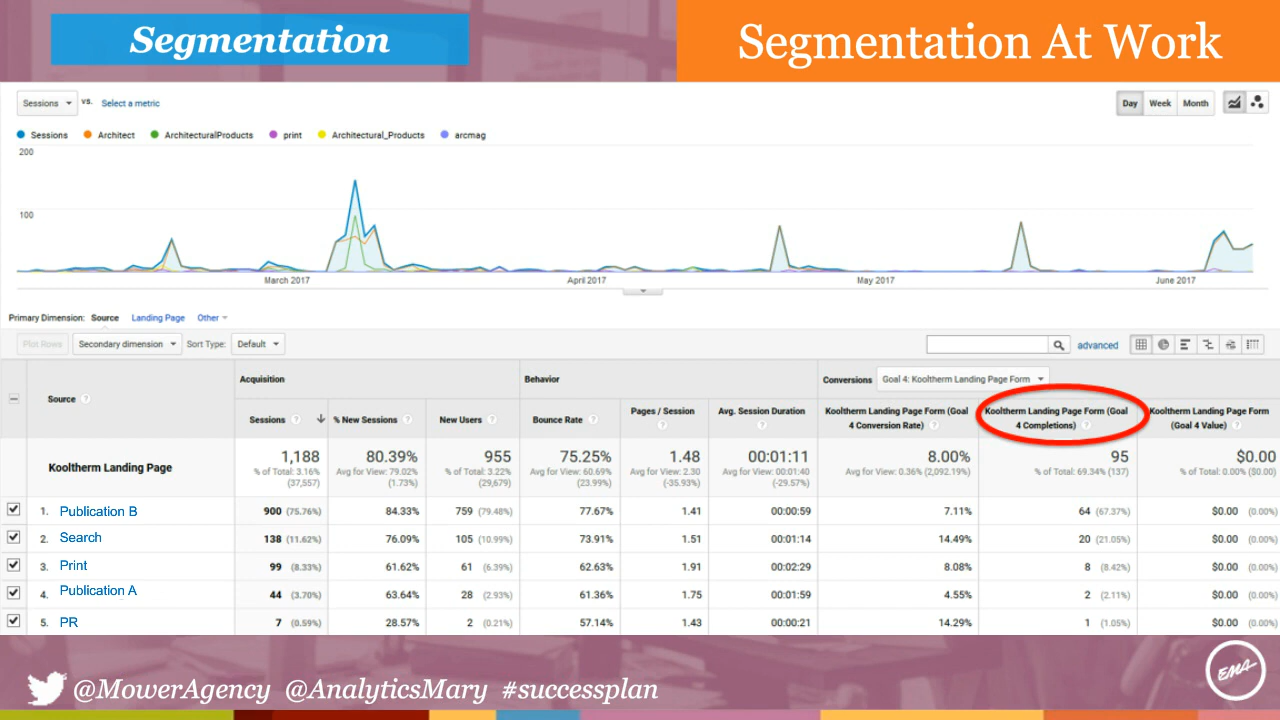 Segmentation
Segmentation At Work
Sessions vs. Select a metric
Day Week Month
Sessions Architect ArchitecturalProducts print Architectural_Products arcmag
200
100
March 2017 April 2017 May 2017 June 2017
Primary Dimension: Source Landing Page Other
Plot Rows Secondary dimension Sort Type: Default advanced
Acquisition Behavior Conversions Goal 4: Kooltherm Landing Page Form
Source ?
Sessions ? % New Sessions ? New Users ? Bounce Rate ? Pages / Session ? Avg. Session Duration ? Kooltherm Landing Page Form (Goal 4 Conversion Rate) ? Kooltherm Landing Page Form (Goal 4 Completions) ? Kooltherm Landing Page Form (Goal 4 Value) ?
Kooltherm Landing Page 1,188 80.39% 955 75.25% 1.48 00:01:11 8.00% 95 $0.00
% of Total: 3.16% Avg for View: 79.02% % of Total: 3.22% Avg for View: 60.69% Avg for View: 2.30 Avg for View: 00:01:40 Avg for View: 0.36% (2,092.19%) % of Total: 69.34% (137) % of Total: 0.00% ($0.00)
(37,557) (1.73%) (29,679) (23.99%) (-35.93%) (-29.57%)
1. Publication B 900 (75.76%) 84.33% 759 (79.48%) 77.67% 1.41 00:00:59 7.11% 64 (67.37%) $0.00 (0.00%)
2. Search 138 (11.62%) 76.09% 105 (10.99%) 73.91% 1.51 00:01:14 14.49% 20 (21.05%) $0.00 (0.00%)
3. Print 99 (8.33%) 61.62% 61 (6.39%) 62.63% 1.91 00:02:29 8.08% 8 (8.42%) $0.00 (0.00%)
4. Publication A 44 (3.70%) 63.64% 28 (2.93%) 61.36% 1.75 00:01:59 4.55% 2 (2.11%) $0.00 (0.00%)
5. PR 7 (0.59%) 28.57% 2 (0.21%) 57.14% 1.43 00:00:21 14.29% 1 (1.05%) $0.00 (0.00%)
@MowerAgency @AnalyticsMary #successplan
EMA